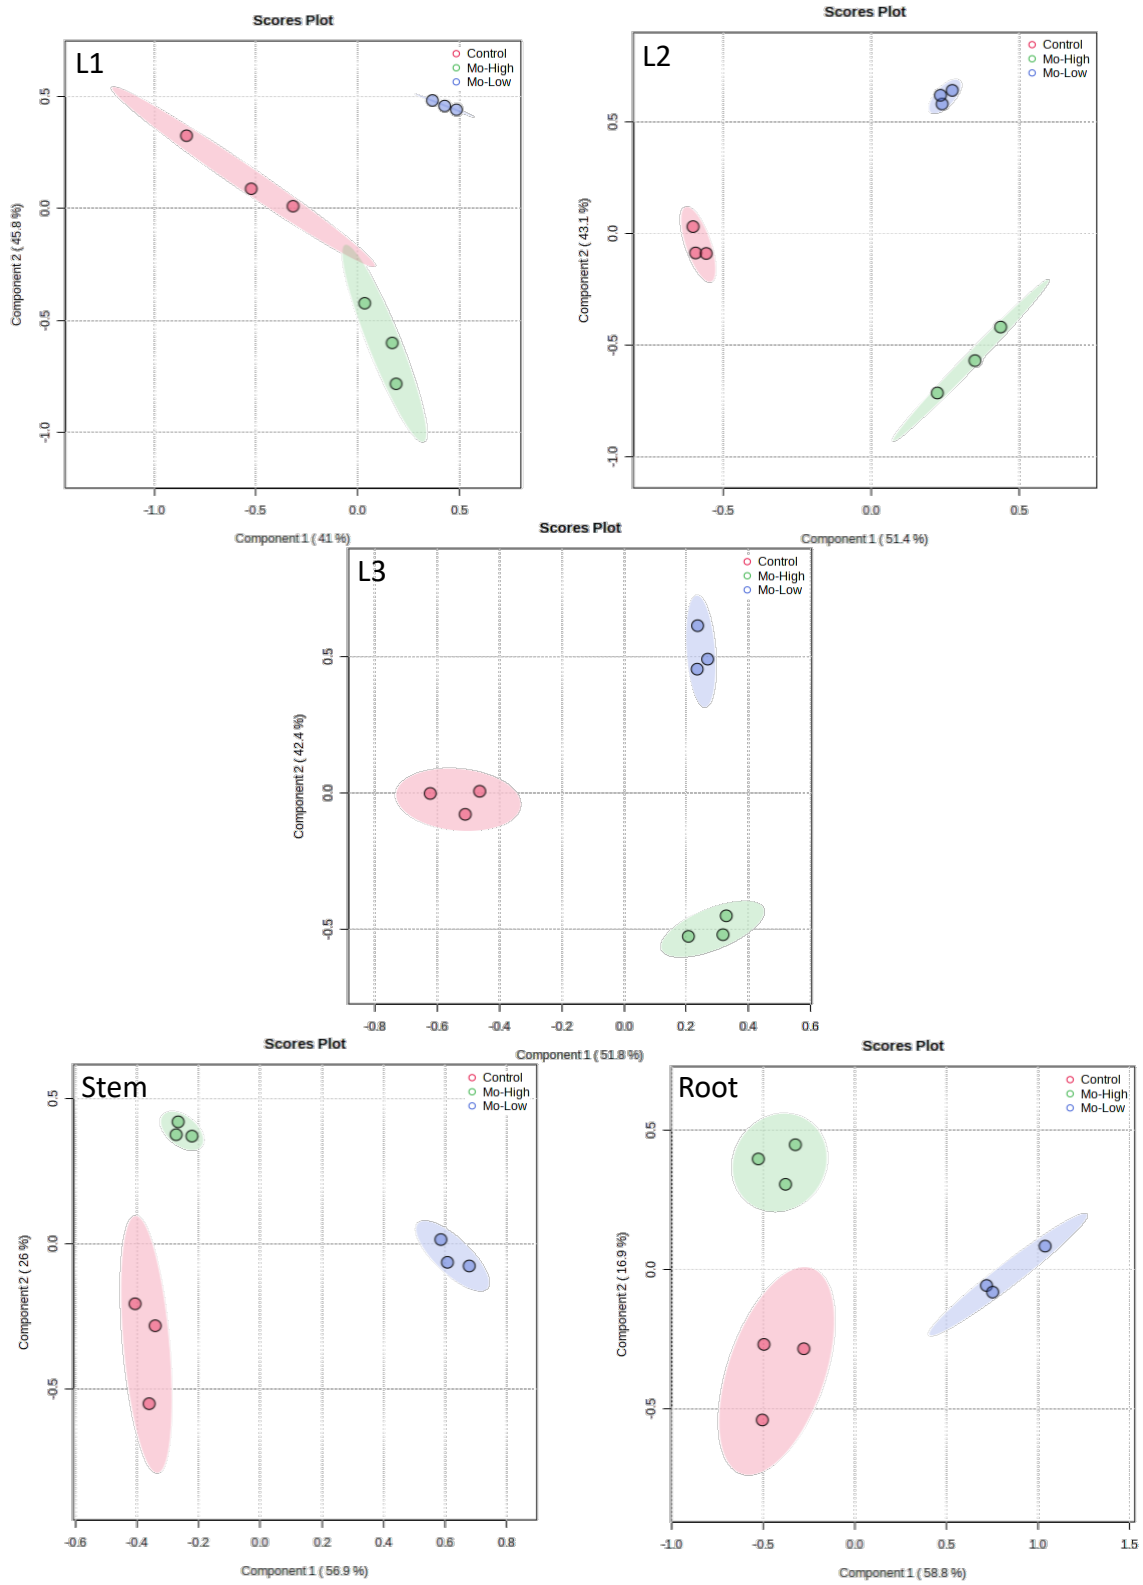 Scores Plot
L1
Control
Mo-High
Mo-Low
0.5
0.0
-0.5
-1.0
Component 2 ( 45.8 %)
-1.0 -0.5 0.0 0.5
Component 1 ( 41 %)
Scores Plot
L2
Control
Mo-High
Mo-Low
0.5
0.0
-0.5
-1.0
Component 2 ( 43.1 %)
-0.5 0.0 0.5
Component 1 ( 51.4 %)
Scores Plot
L3
Control
Mo-High
Mo-Low
0.5
0.0
-0.5
Component 2 ( 42.4 %)
-0.8 -0.6 -0.4 -0.2 0.0 0.2 0.4 0.6
Component 1 ( 51.8 %)
Scores Plot
Stem
Control
Mo-High
Mo-Low
0.5
0.0
-0.5
Component 2 ( 26 %)
-0.6 -0.4 -0.2 0.0 0.2 0.4 0.6 0.8
Component 1 ( 56.9 %)
Scores Plot
Root
Control
Mo-High
Mo-Low
0.5
0.0
-0.5
Component 2 ( 16.9 %)
-1.0 -0.5 0.0 0.5 1.0 1.5
Component 1 ( 58.8 %)